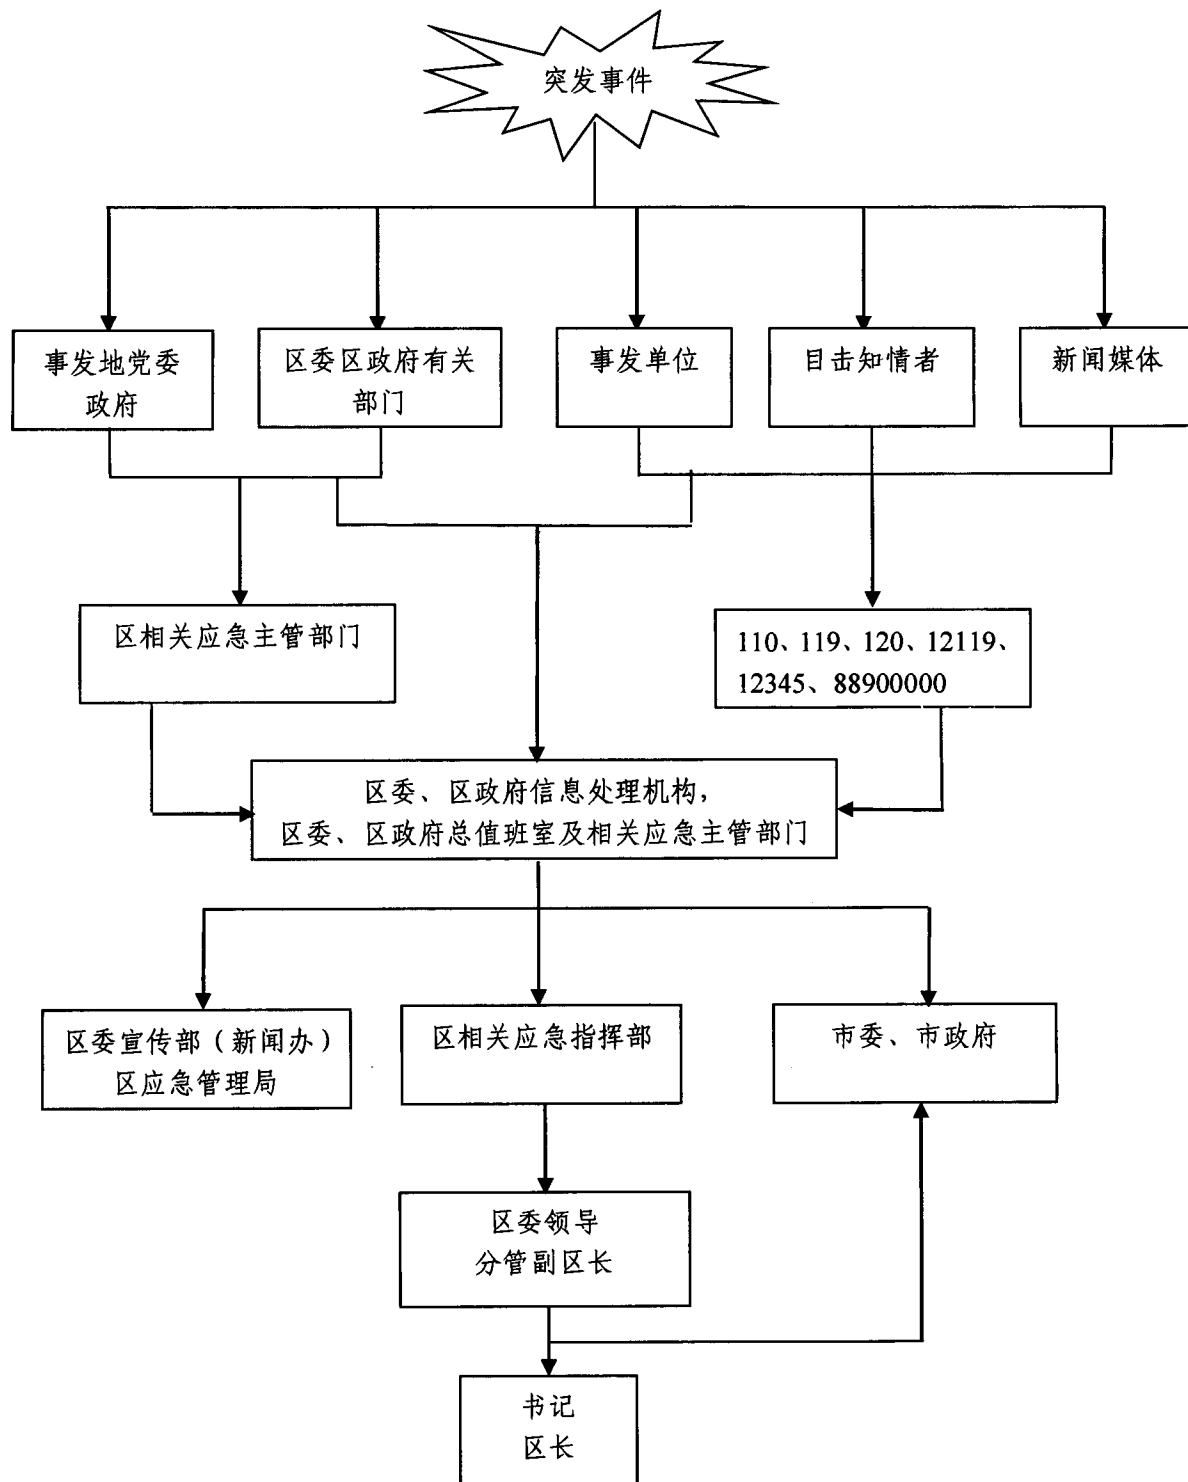 突发事件
事发地党委
政府
区委区政府有关
部门
事发单位
目击知情者
新闻媒体
区相关应急主管部门
110、119、120、12119、
12345、88900000
区委、区政府信息处理机构,
区委、区政府总值班室及相关应急主管部门
区委宣传部（新闻办）
区应急管理局
区相关应急指挥部
市委、市政府
区委领导
分管副区长
书记
区长